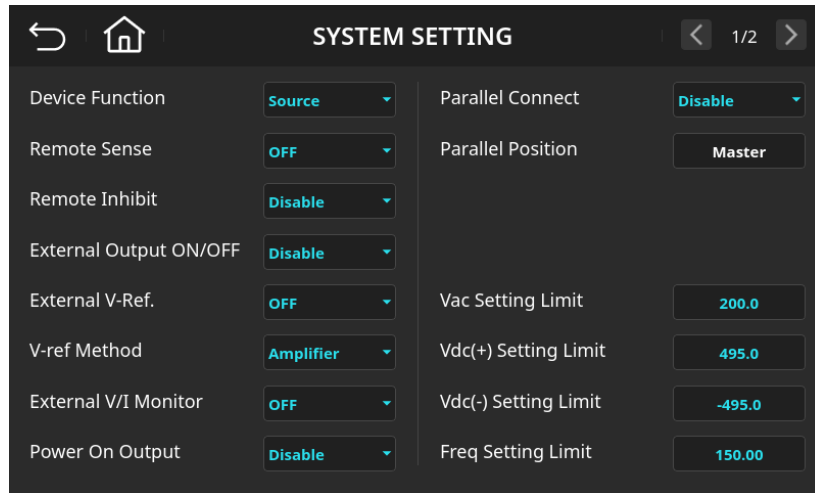 SYSTEM SETTING
1/2
Device Function Source
Remote Sense OFF
Remote Inhibit Disable
External Output ON/OFF Disable
External V-Ref. OFF
V-ref Method Amplifier
External V/I Monitor OFF
Power On Output Disable
Parallel Connect Disable
Parallel Position Master
Vac Setting Limit 200.0
Vdc(+) Setting Limit 495.0
Vdc(-) Setting Limit -495.0
Freq Setting Limit 150.00